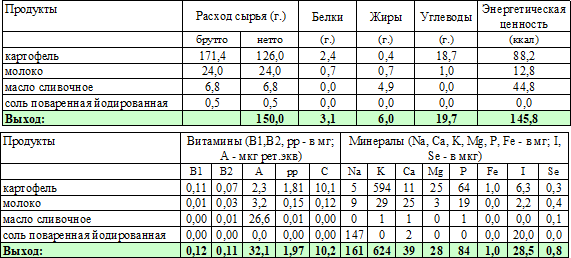 Продукты Расход сырья (г.) Белки Жиры Углеводы Энергетическая ценность
брутто нетто (г.) (г.) (г.) (ккал)
картофель 171,4 126,0 2,4 0,4 18,7 88,2
молоко 24,0 24,0 0,7 0,7 1,0 12,8
масло сливочное 6,8 6,8 0,0 4,9 0,0 44,8
соль поваренная йодированная 0,5 0,5 0,0 0,0 0,0 0,0
Выход: 150,0 3,1 6,0 19,7 145,8
Продукты Витамины (В1,В2, рр - в мг; А - мкг рет.экв) Минералы (Na, Ca, K, Mg, P, Fe - в мг; I, Se - в мкг)
В1 В2 А рр С Na K Ca Mg P Fe I Se
картофель 0,11 0,07 2,3 1,81 10,1 5 594 11 25 64 1,0 6,3 0,3
молоко 0,01 0,03 3,2 0,15 0,12 9 29 25 3 19 0,0 2,2 0,4
масло сливочное 0,00 0,01 26,6 0,01 0,00 0 1 1 0 1 0,0 0,0 0,1
соль поваренная йодированная 0,00 0,00 0,0 0,00 0,00 147 0 2 0 0 0,0 20,0 0,0
Выход: 0,12 0,11 32,1 1,97 10,2 161 624 39 28 84 1,0 28,5 0,8